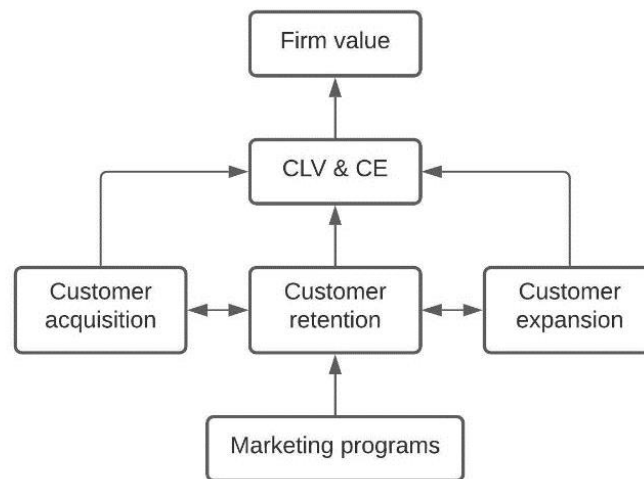 Firm value
CLV & CE
Customer
acquisition
Customer
retention
Customer
expansion
Marketing programs